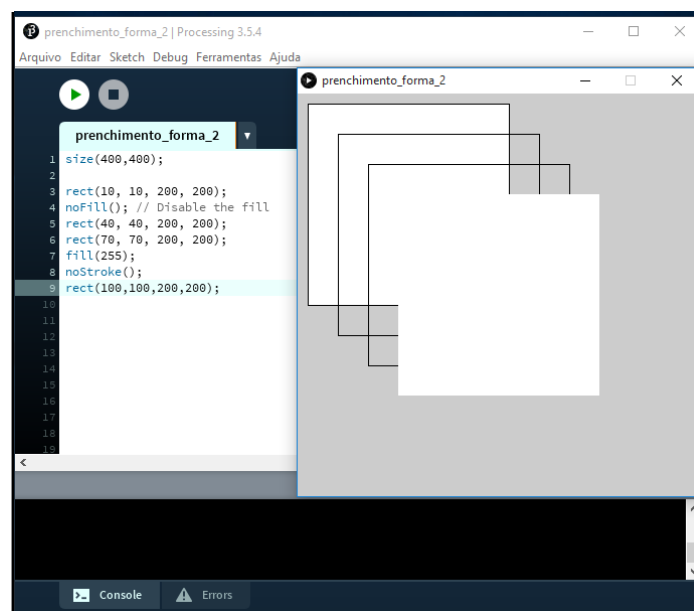 prenchimento_forma_2 | Processing 3.5.4
Arquivo Editar Sketch Debug Ferramentas Ajuda
prenchimento_forma_2
prenchimento_forma_2
1 size(400,400);
2
3 rect(10, 10, 200, 200);
4 noFill(); // Disable the fill
5 rect(40, 40, 200, 200);
6 rect(70, 70, 200, 200);
7 fill(255);
8 noStroke();
9 rect(100,100,200,200);
10
11
12
13
14
15
16
17
18
19
Console
Errors